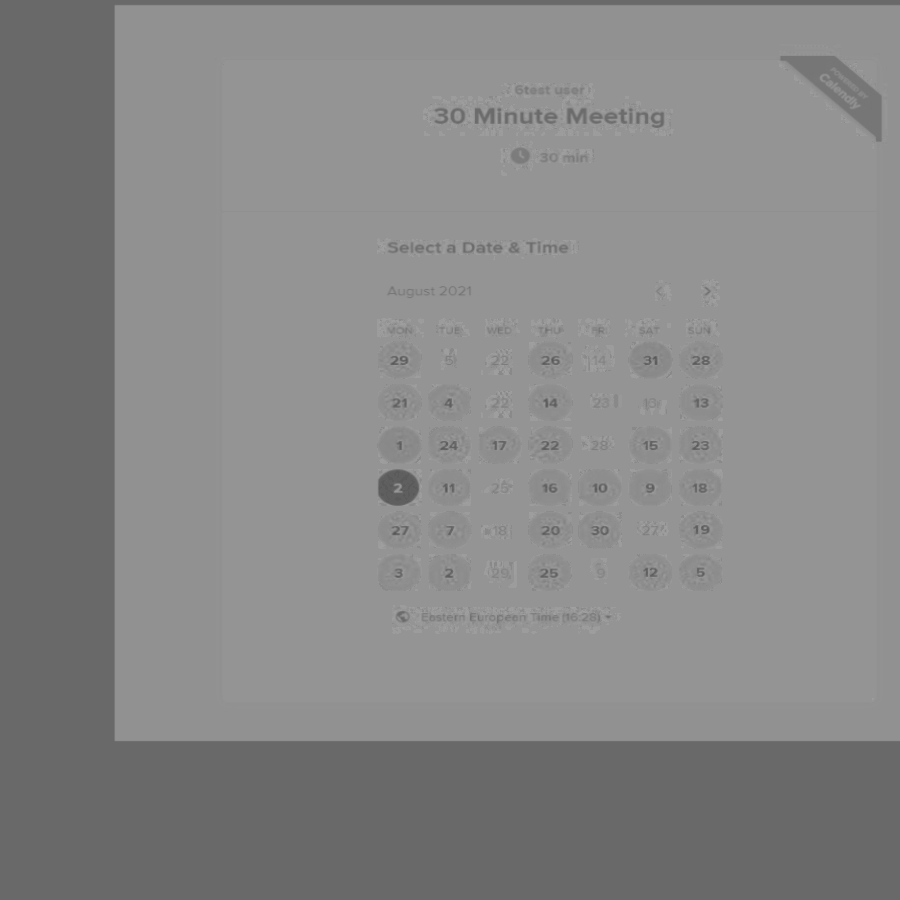 6test user
30 Minute Meeting
30 min
POWERED BY
Calendly
Select a Date & Time
August 2021
MON TUE WED THU FRI SAT SUN
29 5 22 26 14 31 28
21 4 22 14 23 13 13
1 24 17 22 28 15 23
2 11 25 16 10 9 18
27 7 18 20 30 27 19
3 2 29 25 9 12 5
Eastern European Time (16:28)